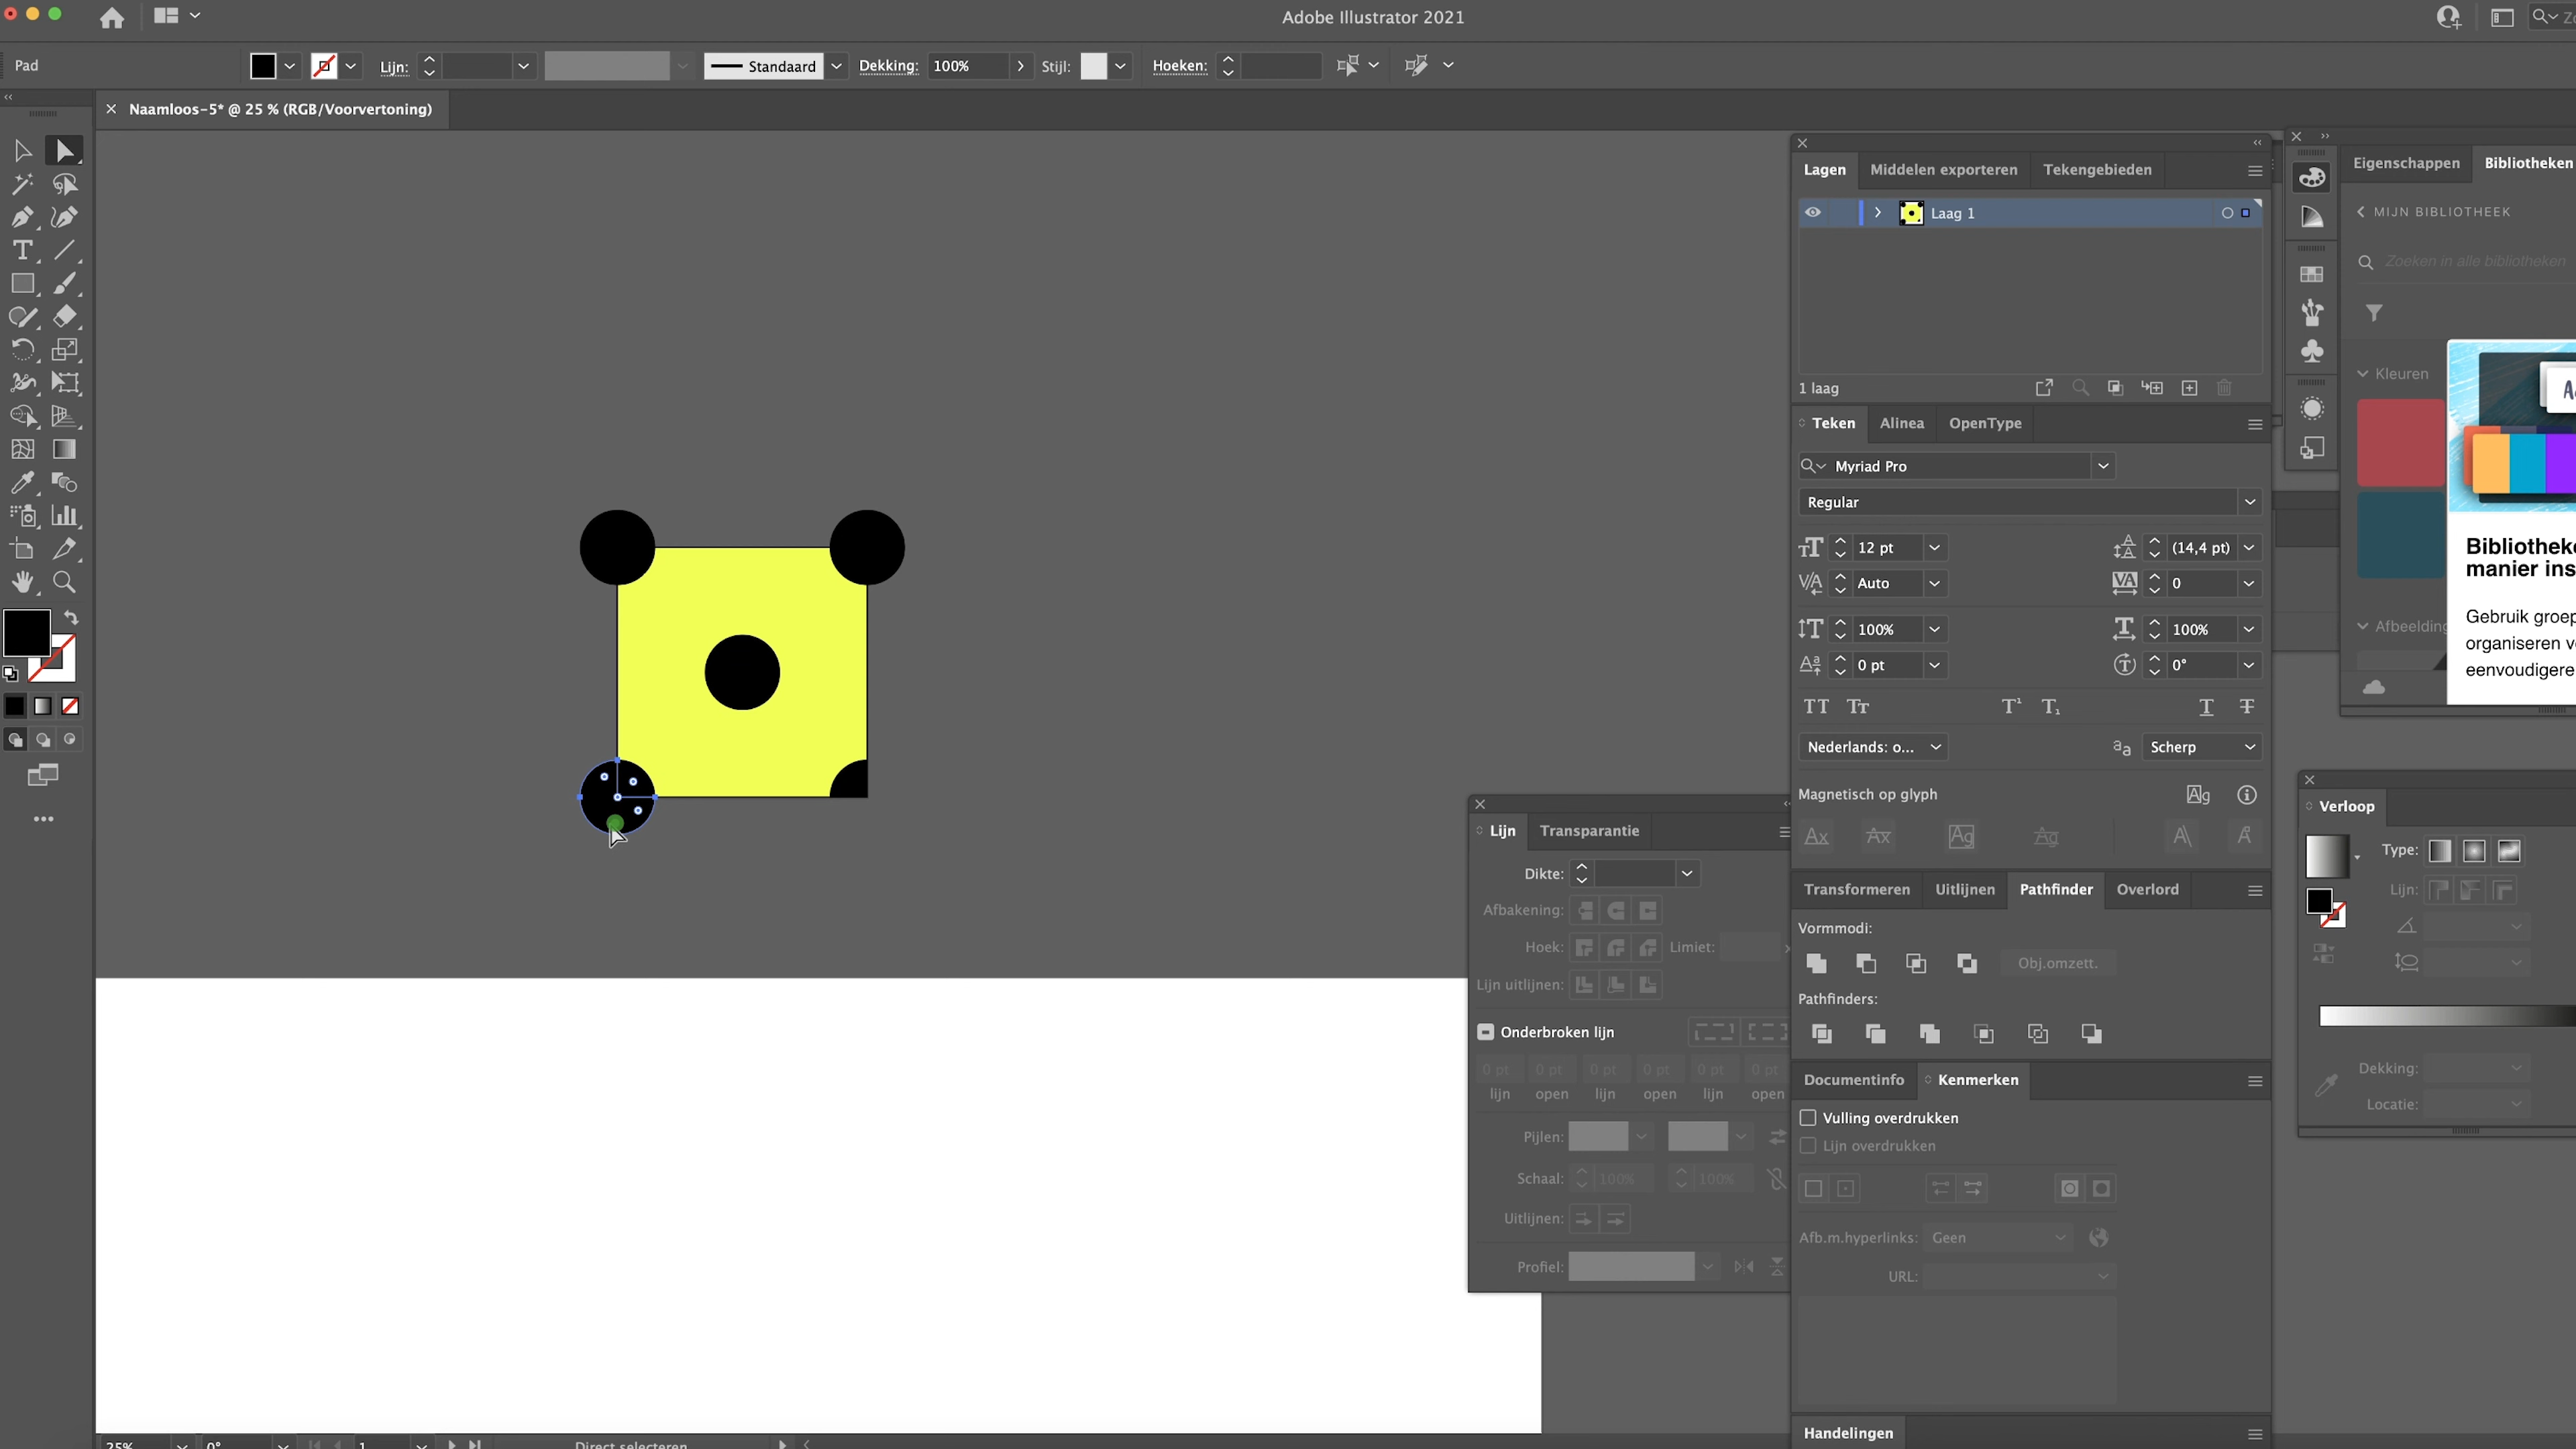 Adobe Illustrator 2021
Pad
Lijn:
Standaard
Dekking:
100%
Stijl:
Hoeken:
Naamloos-5* @ 25 % (RGB/Voorvertoning)
Lagen
Middelen exporteren
Tekengebieden
Laag 1
1 laag
Teken
Alinea
OpenType
Myriad Pro
Regular
12 pt
(14,4 pt)
Auto
0
100%
100%
0 pt
0°
Nederlands: o...
Scherp
Magnetisch op glyph
Transformeren
Uitlijnen
Pathfinder
Overlord
Vormmodi:
Obj.omzett.
Pathfinders:
Documentinfo
Kenmerken
Vulling overdrukken
Lijn overdrukken
Afb.m.hyperlinks:
Geen
URL:
Handelingen
Lijn
Transparantie
Dikte:
Afbakening:
Hoek:
Limiet:
Lijn uitlijnen:
Onderbroken lijn
0 pt 0 pt 0 pt 0 pt 0 pt 0 pt
lijn open lijn open lijn open
Pijlen:
Schaal:
100%
100%
Uitlijnen:
Profiel:
Eigenschappen
Bibliotheken
MIJN BIBLIOTHEEK
Zoeken in alle bibliotheken
Kleuren
Afbeelding
Bibliotheke
manier ins
Gebruik groep
organiseren v
eenvoudigere
Verloop
Type:
Lijn:
Dekking:
Locatie:
25%
0°
1
Direct selecteren